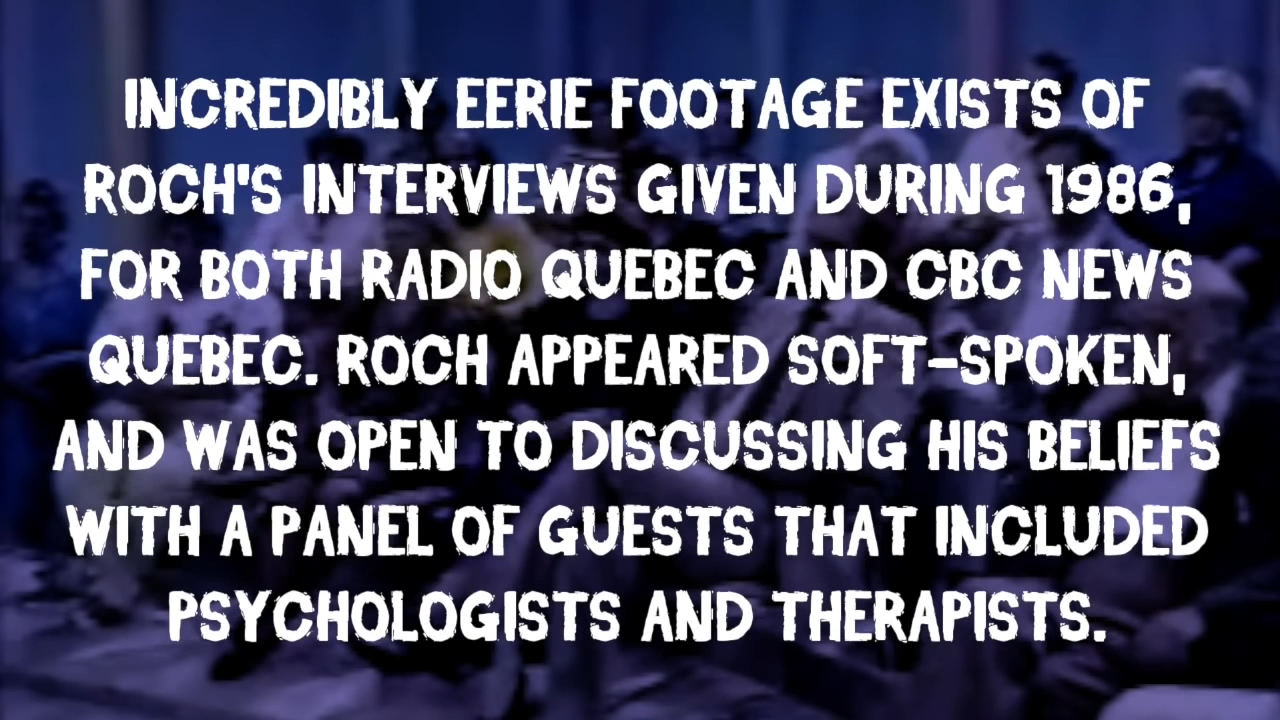 INCREDIBLY EERIE FOOTAGE EXISTS OF
ROCH'S INTERVIEWS GIVEN DURING 1986,
FOR BOTH RADIO QUEBEC AND CBC NEWS
QUEBEC. ROCH APPEARED SOFT-SPOKEN,
AND WAS OPEN TO DISCUSSING HIS BELIEFS
WITH A PANEL OF GUESTS THAT INCLUDED
PSYCHOLOGISTS AND THERAPISTS.